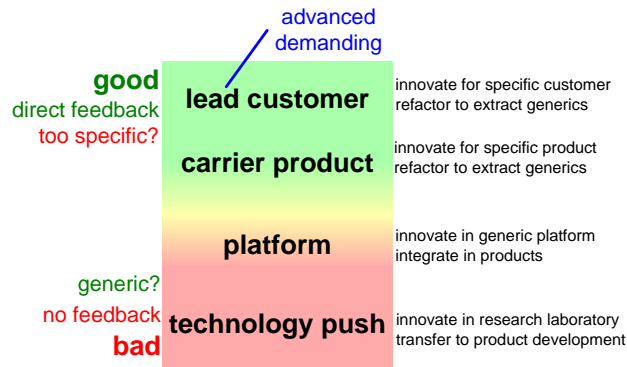 advanced
demanding
good
direct feedback
too specific?
lead customer
innovate for specific customer
refactor to extract generics
carrier product
innovate for specific product
refactor to extract generics
platform
innovate in generic platform
integrate in products
generic?
no feedback
bad
technology push
innovate in research laboratory
transfer to product development